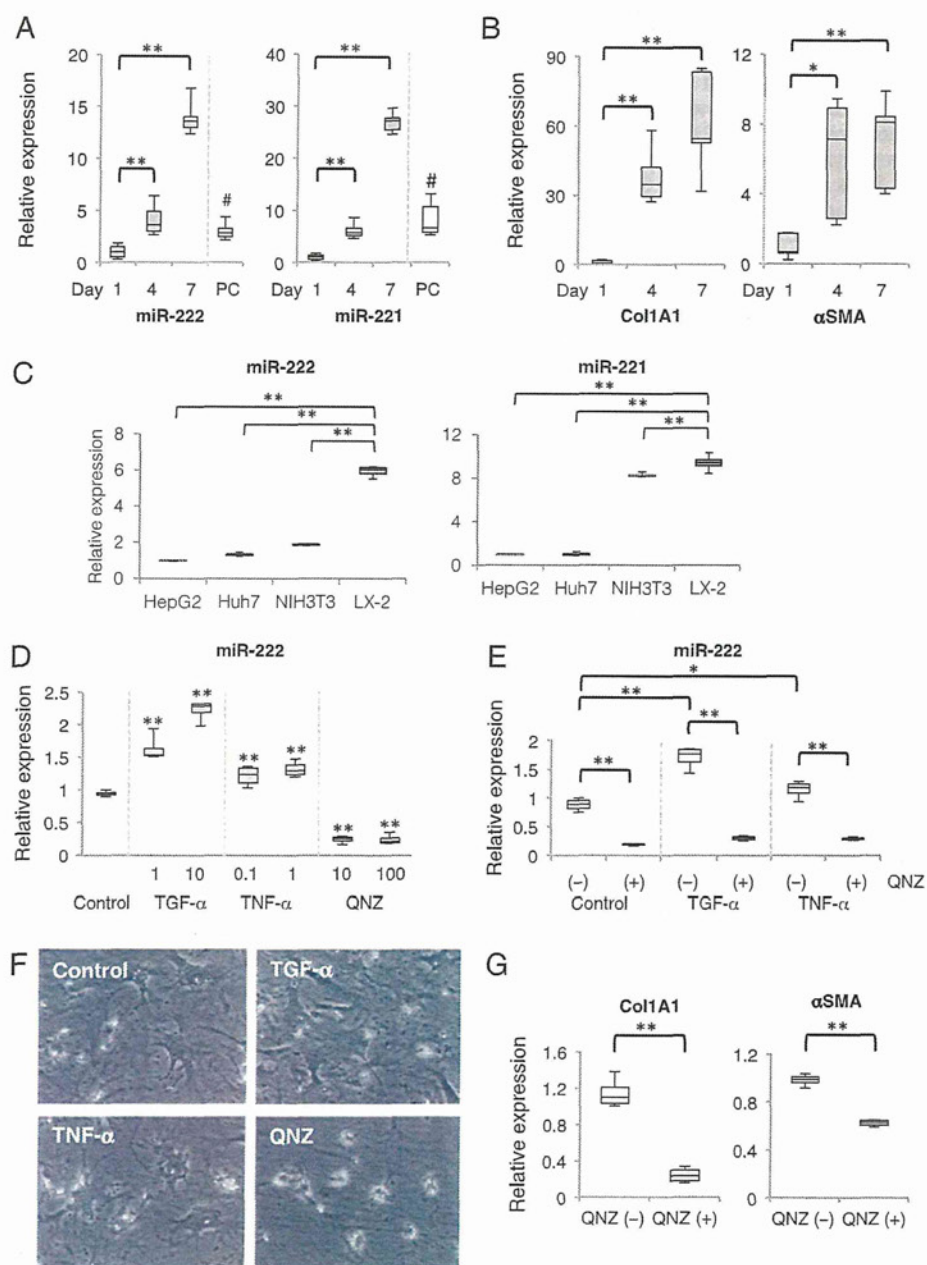 A
Relative expression
20
15
10
5
0
**
**
#
Day 1 4 7 PC
miR-222
40
30
20
10
0
**
**
#
Day 1 4 7 PC
miR-221
B
Relative expression
90
60
30
0
**
**
Day 1 4 7
Col1A1
12
8
4
0
**
*
Day 1 4 7
αSMA
C
miR-222
Relative expression
8
6
4
2
0
**
**
**
HepG2 Huh7 NIH3T3 LX-2
miR-221
12
8
4
0
**
**
**
HepG2 Huh7 NIH3T3 LX-2
D
miR-222
Relative expression
2.5
2
1.5
1
0.5
0
** ** ** ** ** **
1 10 0.1 1 10 100
Control TGF-α TNF-α QNZ
E
miR-222
Relative expression
2
1.5
1
0.5
0
*
**
**
**
**
(−) (+) (−) (+) (−) (+) QNZ
Control TGF-α TNF-α
F
Control
TGF-α
TNF-α
QNZ
G
Col1A1
Relative expression
1.6
1.2
0.8
0.4
0
**
QNZ (−) QNZ (+)
αSMA
1.2
0.9
0.6
0.3
0
**
QNZ (−) QNZ (+)